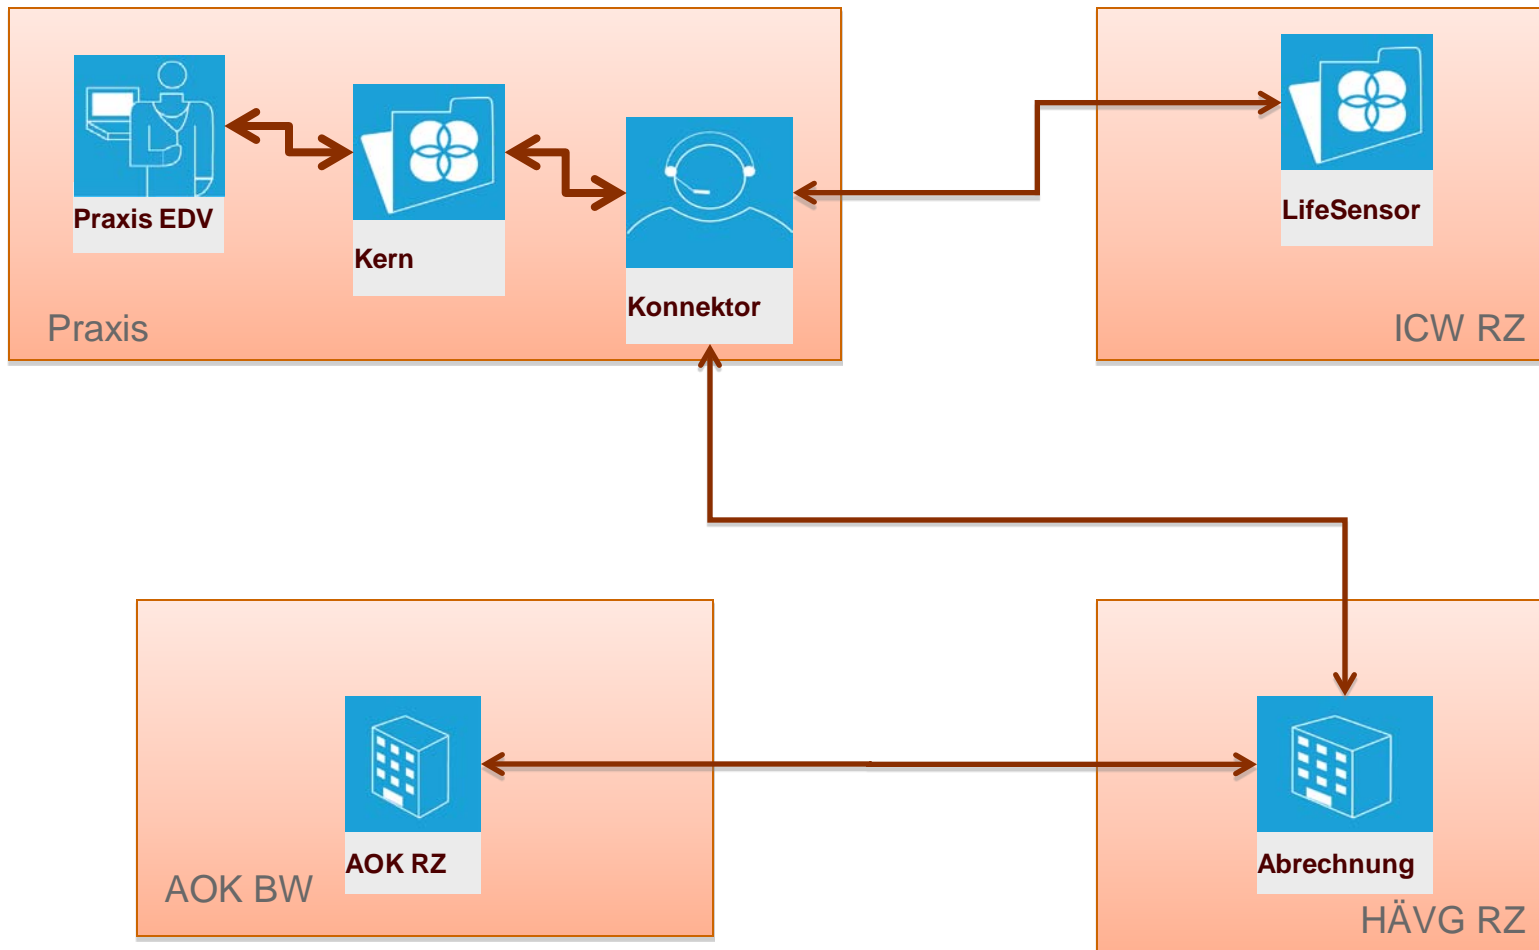 Praxis EDV
Kern
Konnektor
Praxis
LifeSensor
ICW RZ
AOK RZ
AOK BW
Abrechnung
HÄVG RZ